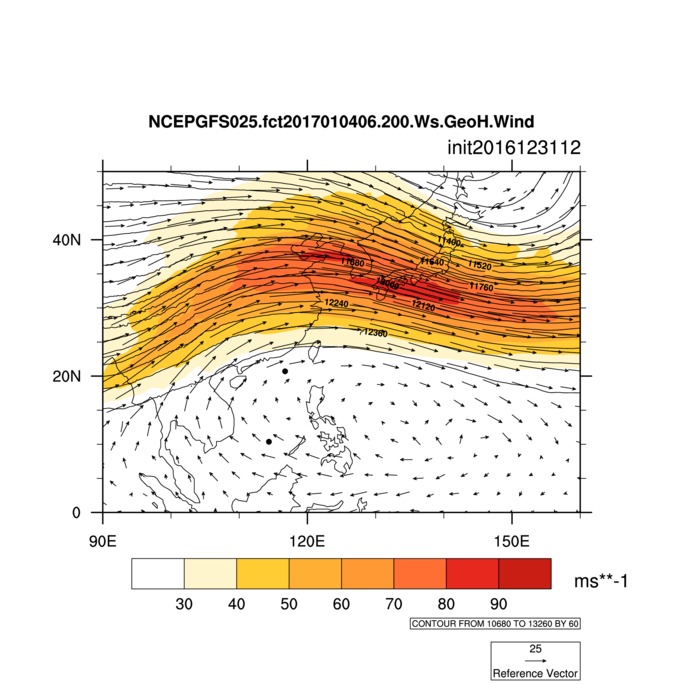 NCEPGFS025.fct2017010406.200.Ws.GeoH.Wind
init2016123112
40N
20N
0
11400
11520
11640
11680
11760
12000
12120
12240
12360
90E
120E
150E
30 40 50 60 70 80 90
ms**-1
CONTOUR FROM 10680 TO 13260 BY 60
25
Reference Vector